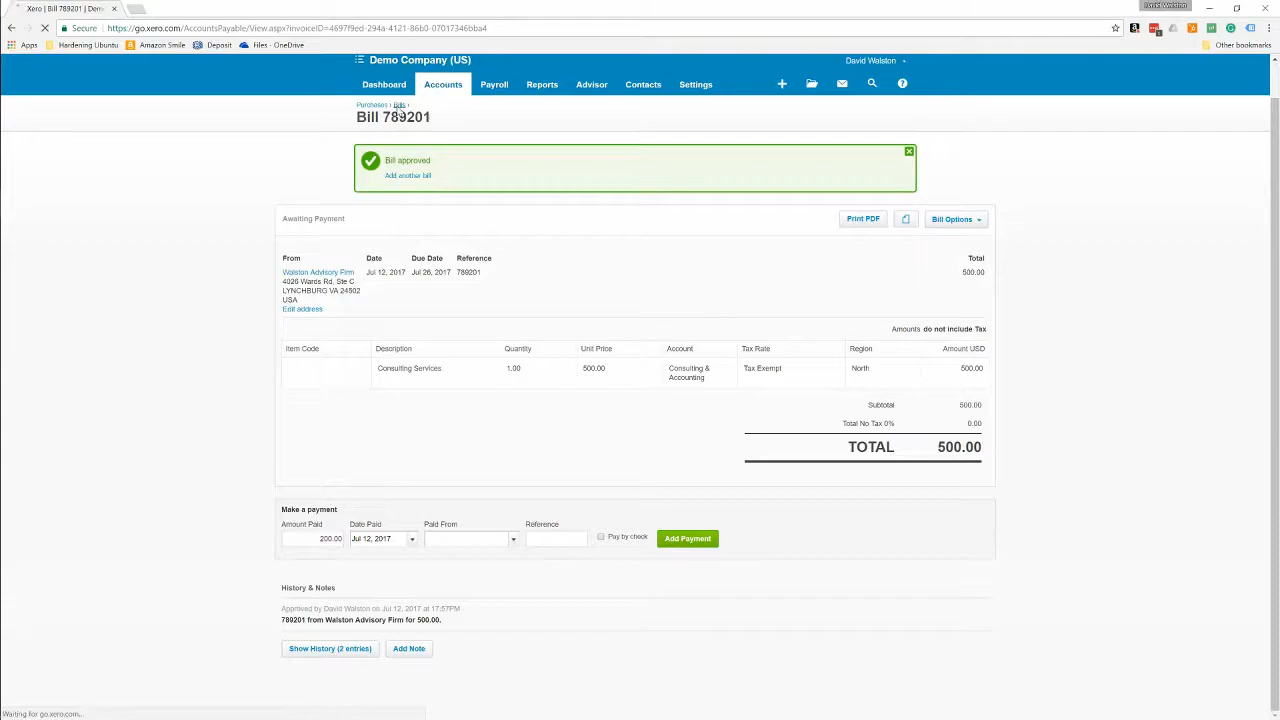 Xero | Bill 789201 | Dem
David Walston
Secure
https://go.xero.com/AccountsPayable/View.aspx?invoiceID=4697f9ed-294a-4121-86b0-07017346bba4
Apps
Hardening Ubuntu
Amazon Smile
Deposit
Files - OneDrive
Other bookmarks
Demo Company (US)
David Walston
Dashboard
Accounts
Payroll
Reports
Advisor
Contacts
Settings
Purchases › Bills ›
Bill 789201
Bill approved
Add another bill
Awaiting Payment
Print PDF
Bill Options
From
Date
Due Date
Reference
Total
Walston Advisory Firm
Jul 12, 2017
Jul 26, 2017
789201
500.00
4026 Wards Rd, Ste C
LYNCHBURG VA 24502
USA
Edit address
Amounts do not include Tax
Item Code
Description
Quantity
Unit Price
Account
Tax Rate
Region
Amount USD
Consulting Services
1.00
500.00
Consulting &
Accounting
Tax Exempt
North
500.00
Subtotal
500.00
Total No Tax 0%
0.00
TOTAL
500.00
Make a payment
Amount Paid
Date Paid
Paid From
Reference
200.00
Jul 12, 2017
Pay by check
Add Payment
History & Notes
Approved by David Walston on Jul 12, 2017 at 17:57PM
789201 from Walston Advisory Firm for 500.00.
Show History (2 entries)
Add Note
Waiting for go.xero.com...